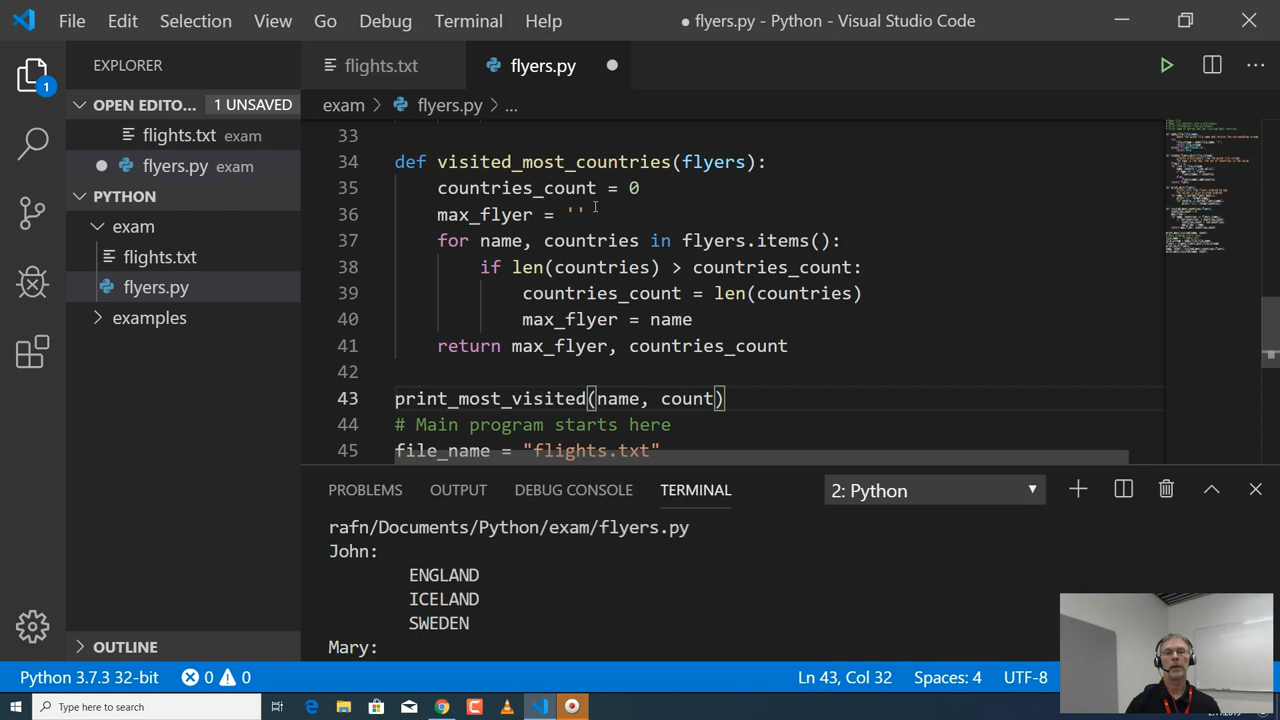 File Edit Selection View Go Debug Terminal Help ● flyers.py - Python - Visual Studio Code
EXPLORER
flights.txt
flyers.py
OPEN EDITO... 1 UNSAVED
flights.txt exam
flyers.py exam
PYTHON
exam
flights.txt
flyers.py
examples
OUTLINE
1
exam > flyers.py > ...
33
34 def visited_most_countries(flyers):
35 countries_count = 0
36 max_flyer = ''
37 for name, countries in flyers.items():
38 if len(countries) > countries_count:
39 countries_count = len(countries)
40 max_flyer = name
41 return max_flyer, countries_count
42
43 print_most_visited(name, count)
44 # Main program starts here
45 file_name = "flights.txt"
PROBLEMS OUTPUT DEBUG CONSOLE TERMINAL 2: Python
rafn/Documents/Python/exam/flyers.py
John:
ENGLAND
ICELAND
SWEDEN
Mary:
Python 3.7.3 32-bit 0 0 Ln 43, Col 32 Spaces: 4 UTF-8
Type here to search